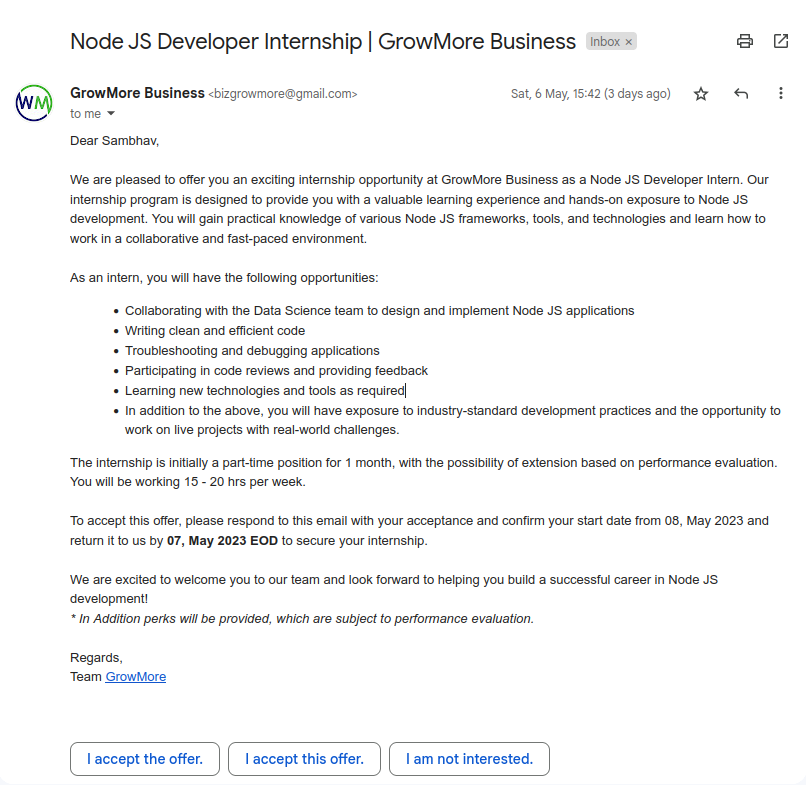 Node JS Developer Internship | GrowMore Business Inbox ×
WM
GrowMore Business <bizgrowmore@gmail.com> Sat, 6 May, 15:42 (3 days ago)
to me
Dear Sambhav,
We are pleased to offer you an exciting internship opportunity at GrowMore Business as a Node JS Developer Intern. Our
internship program is designed to provide you with a valuable learning experience and hands-on exposure to Node JS
development. You will gain practical knowledge of various Node JS frameworks, tools, and technologies and learn how to
work in a collaborative and fast-paced environment.
As an intern, you will have the following opportunities:
• Collaborating with the Data Science team to design and implement Node JS applications
• Writing clean and efficient code
• Troubleshooting and debugging applications
• Participating in code reviews and providing feedback
• Learning new technologies and tools as required
• In addition to the above, you will have exposure to industry-standard development practices and the opportunity to
work on live projects with real-world challenges.
The internship is initially a part-time position for 1 month, with the possibility of extension based on performance evaluation.
You will be working 15 - 20 hrs per week.
To accept this offer, please respond to this email with your acceptance and confirm your start date from 08, May 2023 and
return it to us by 07, May 2023 EOD to secure your internship.
We are excited to welcome you to our team and look forward to helping you build a successful career in Node JS
development!
* In Addition perks will be provided, which are subject to performance evaluation.
Regards,
Team GrowMore
I accept the offer. I accept this offer. I am not interested.